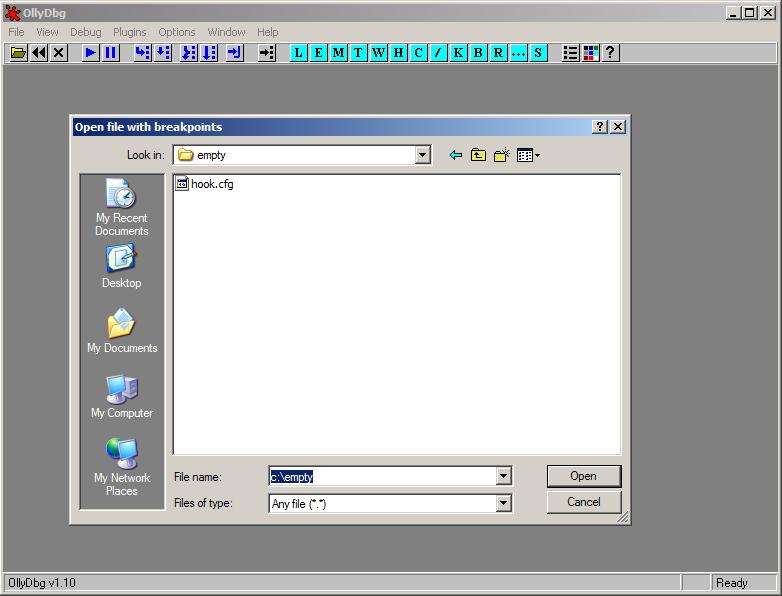 OllyDbg
File View Debug Plugins Options Window Help
L E M T W H C / K B R ... S ?
Open file with breakpoints
Look in: empty
hook.cfg
My Recent
Documents
Desktop
My Documents
My Computer
My Network
Places
File name: c:\empty Open
Files of type: Any file (*.*) Cancel
OllyDbg v1.10 Ready